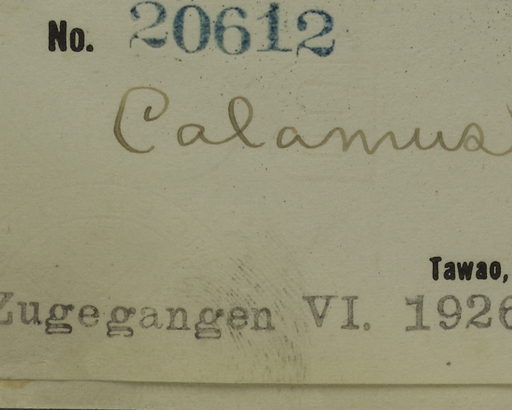 No. 20612
Calamus
Tawao,
Zugegangen VI. 1926